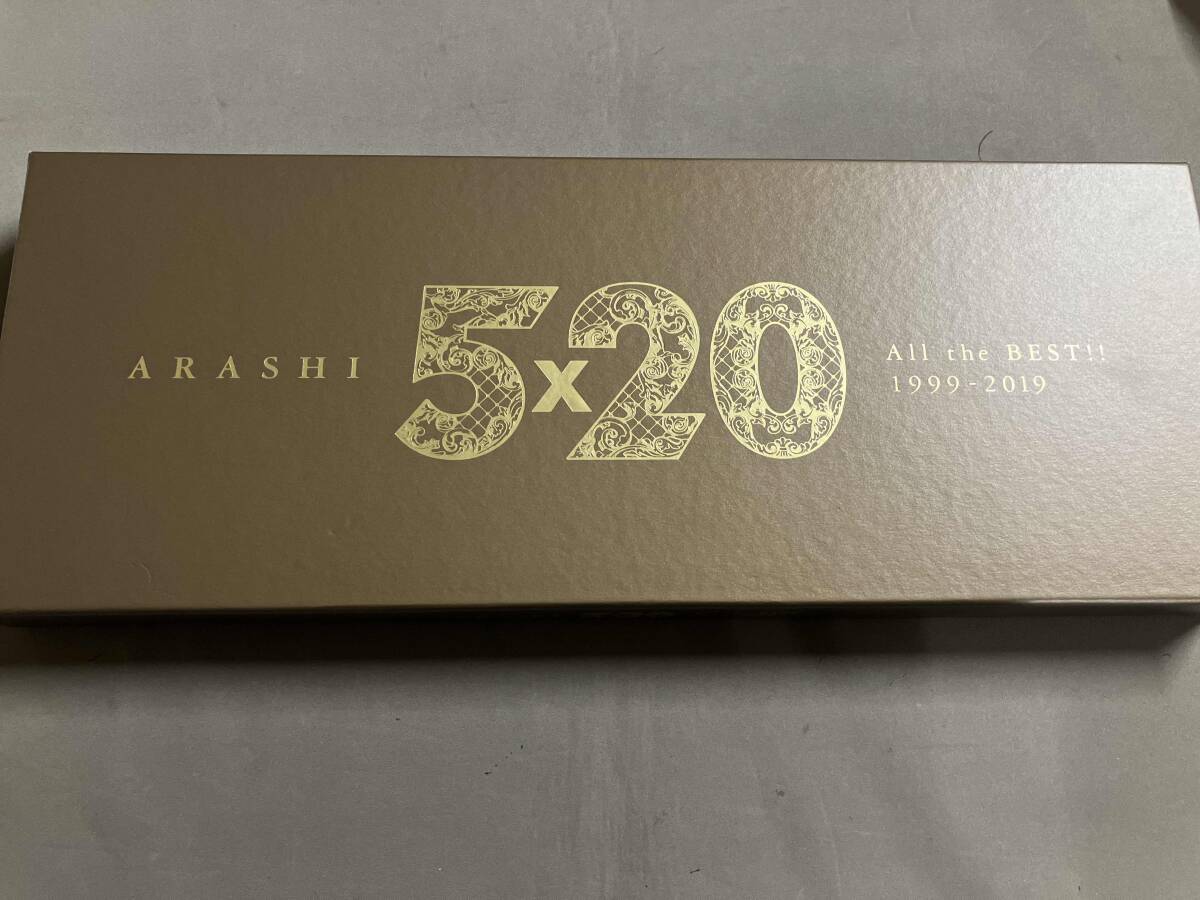 ARASHI
5x20
All the BEST!!
1999-2019